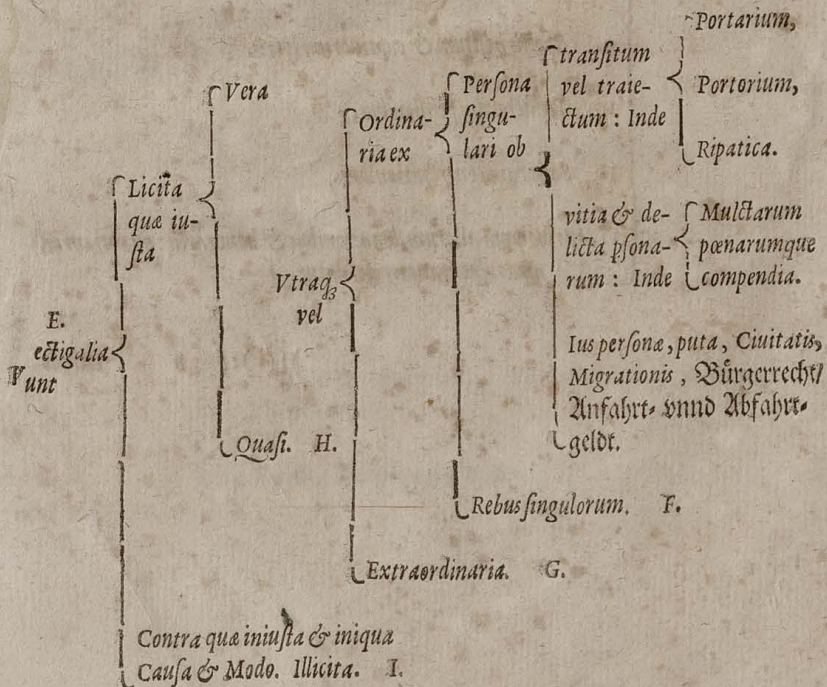 E.
ectigalia
Vunt
Licita
quæ iu-
ſta
Vera
Quaſi. H.
Vtraq;
vel
Ordina-
ria ex
Perſona
ſingu-
lari ob
tranſitum
vel traie-
ctum : Inde
Portarium,
Portorium,
Ripatica.
vitia & de-
licta pſona-
rum : Inde
Mulctarum
pœnarumque
compendia.
Ius perſonæ, puta, Ciuitatis,
Migrationis, Bürgerrecht/
Anfahrt- vnnd Abfahrt-
geldt.
Rebus ſingulorum. F.
Extraordinaria. G.
Contra quæ iniuſta & iniqua
Cauſa & Modo. Illicita. I.